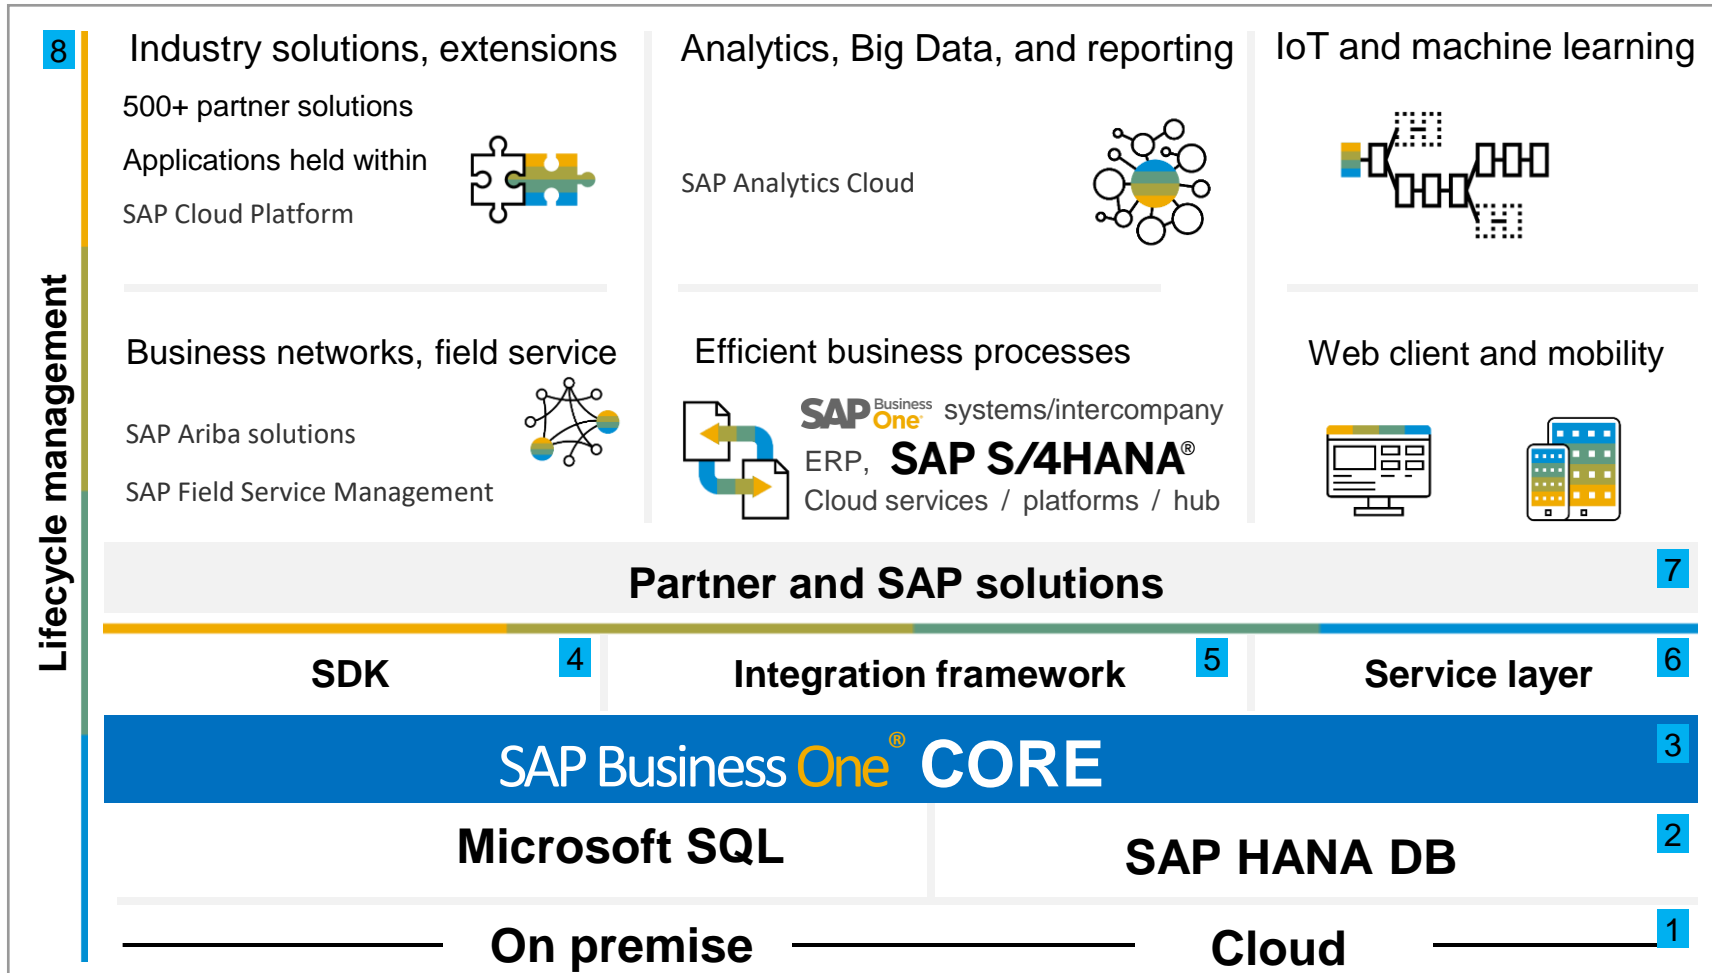 8
Lifecycle management
Industry solutions, extensions
500+ partner solutions
Applications held within
SAP Cloud Platform
Analytics, Big Data, and reporting
SAP Analytics Cloud
IoT and machine learning
Business networks, field service
SAP Ariba solutions
SAP Field Service Management
Efficient business processes
SAP Business One systems/intercompany
ERP, SAP S/4HANA®
Cloud services / platforms / hub
Web client and mobility
Partner and SAP solutions 7
SDK 4
Integration framework 5
Service layer 6
SAP Business One® CORE 3
Microsoft SQL
SAP HANA DB 2
On premise
Cloud 1